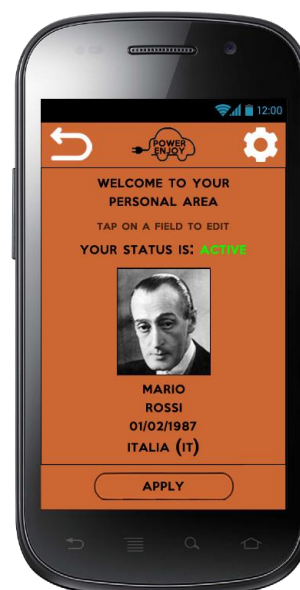 12:00
POWER
ENJOY
WELCOME TO YOUR
PERSONAL AREA
TAP ON A FIELD TO EDIT
YOUR STATUS IS: ACTIVE
MARIO
ROSSI
01/02/1987
ITALIA (IT)
APPLY